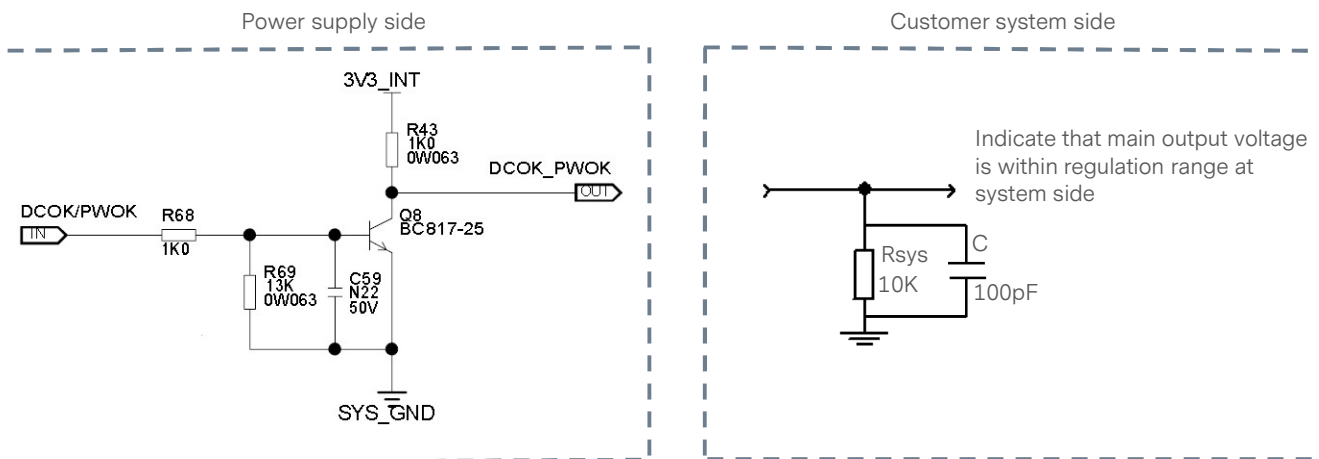 Power supply side
Customer system side
3V3_INT
R43
1K0
0W063
DCOK_PWOK
OUT
Indicate that main output voltage
is within regulation range at
system side
DCOK/PWOK
IN
R68
1K0
Q8
BC817-25
R69
13K
0W063
C59
N22
50V
Rsys
10K
C
100pF
SYS_GND